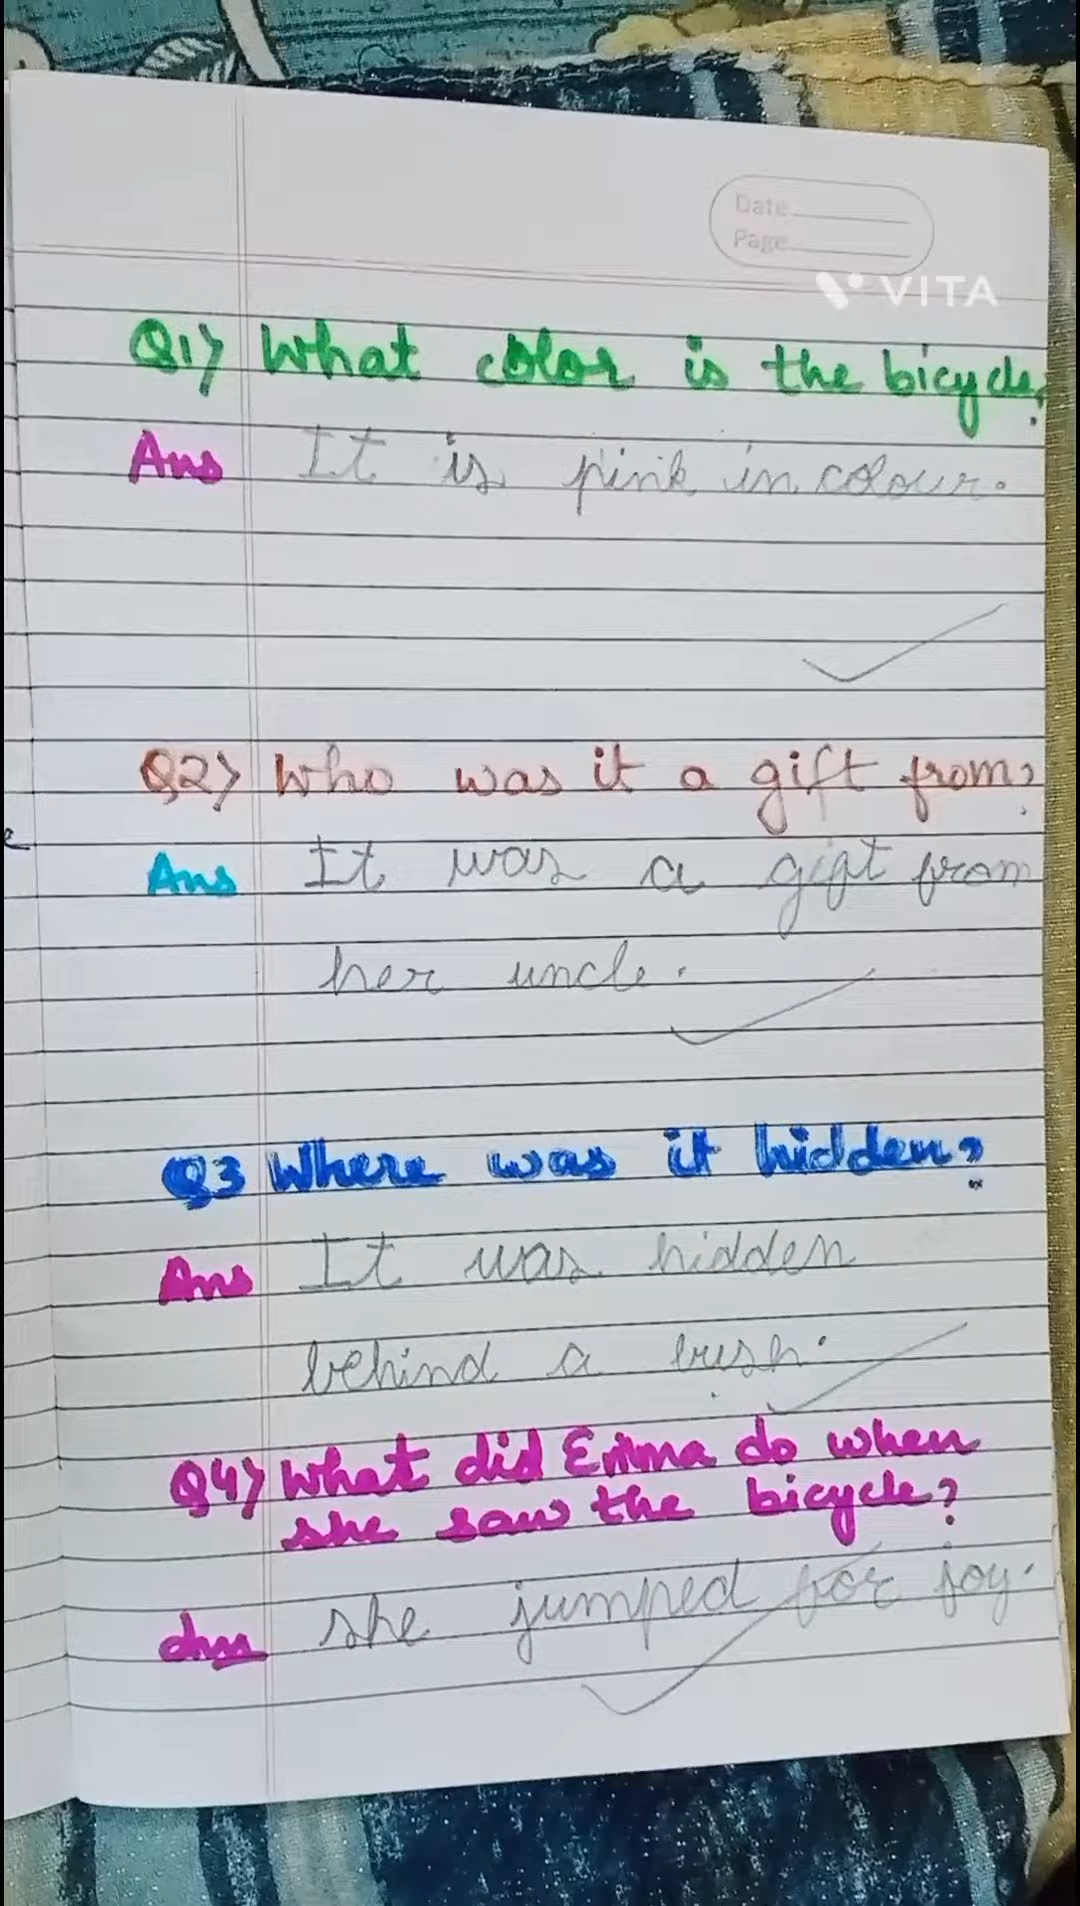 Date
Page
VITA
Q1> What color is the bicycle?
Ans It is pink in colour.
Q2> Who was it a gift from?
Ans It was a gift from
her uncle.
Q3 Where was it hidden?
Ans It was hidden
behind a bush.
Q4> What did Emma do when
she saw the bicycle?
Ans she jumped for joy.